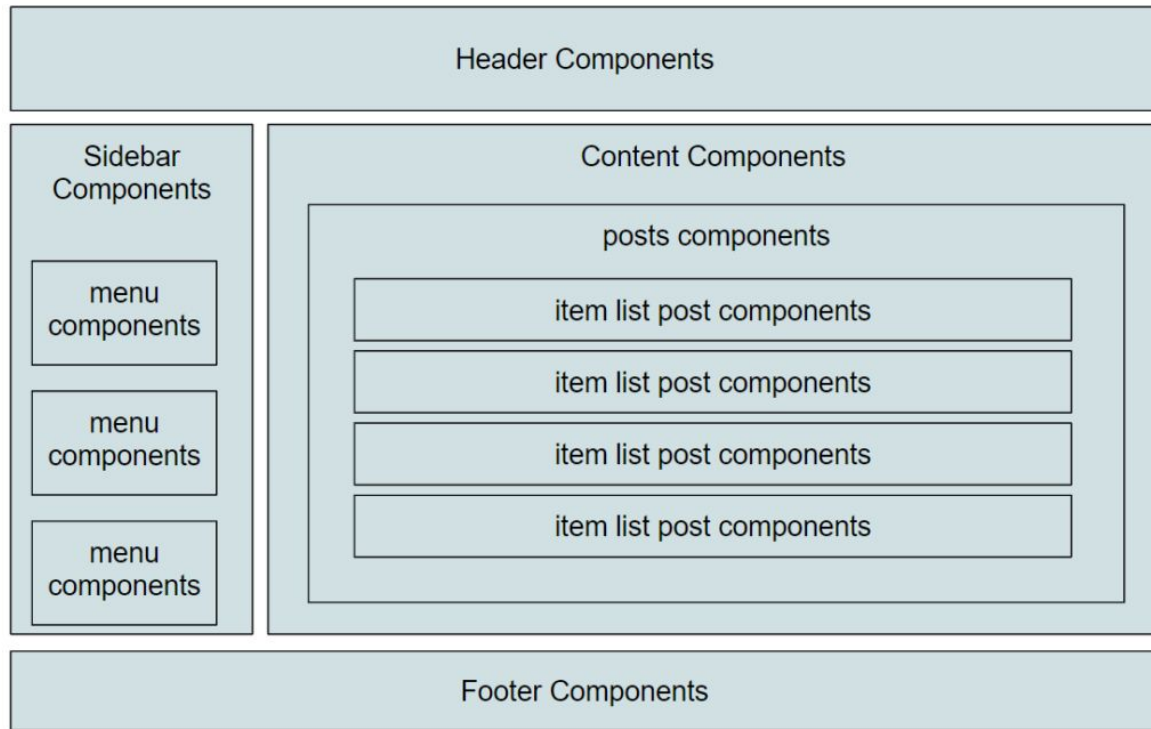 Header Components
Sidebar
Components
menu
components
menu
components
menu
components
Content Components
posts components
item list post components
item list post components
item list post components
item list post components
Footer Components